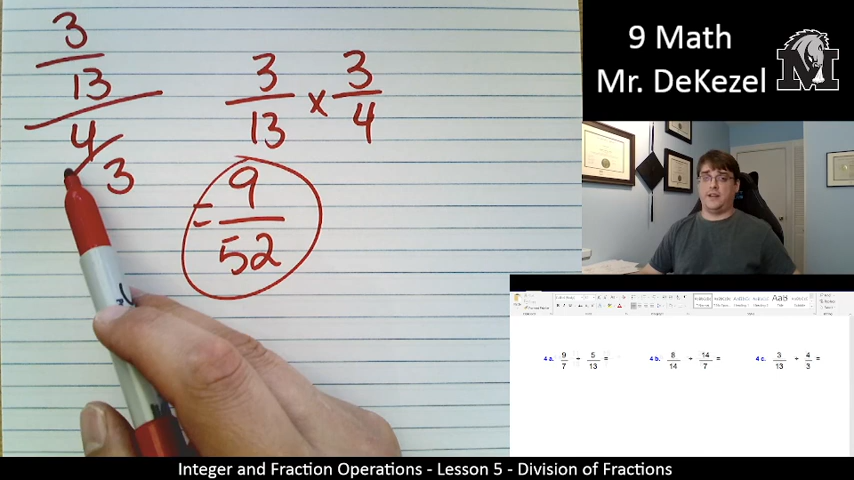 3
13
4
3
3/13 x 3/4
= 9/52
9 Math
Mr. DeKezel
M
4 a. 9/7 ÷ 5/13 =
4 b. 8/14 ÷ 14/7 =
4 c. 3/13 ÷ 4/3 =
Integer and Fraction Operations - Lesson 5 - Division of Fractions